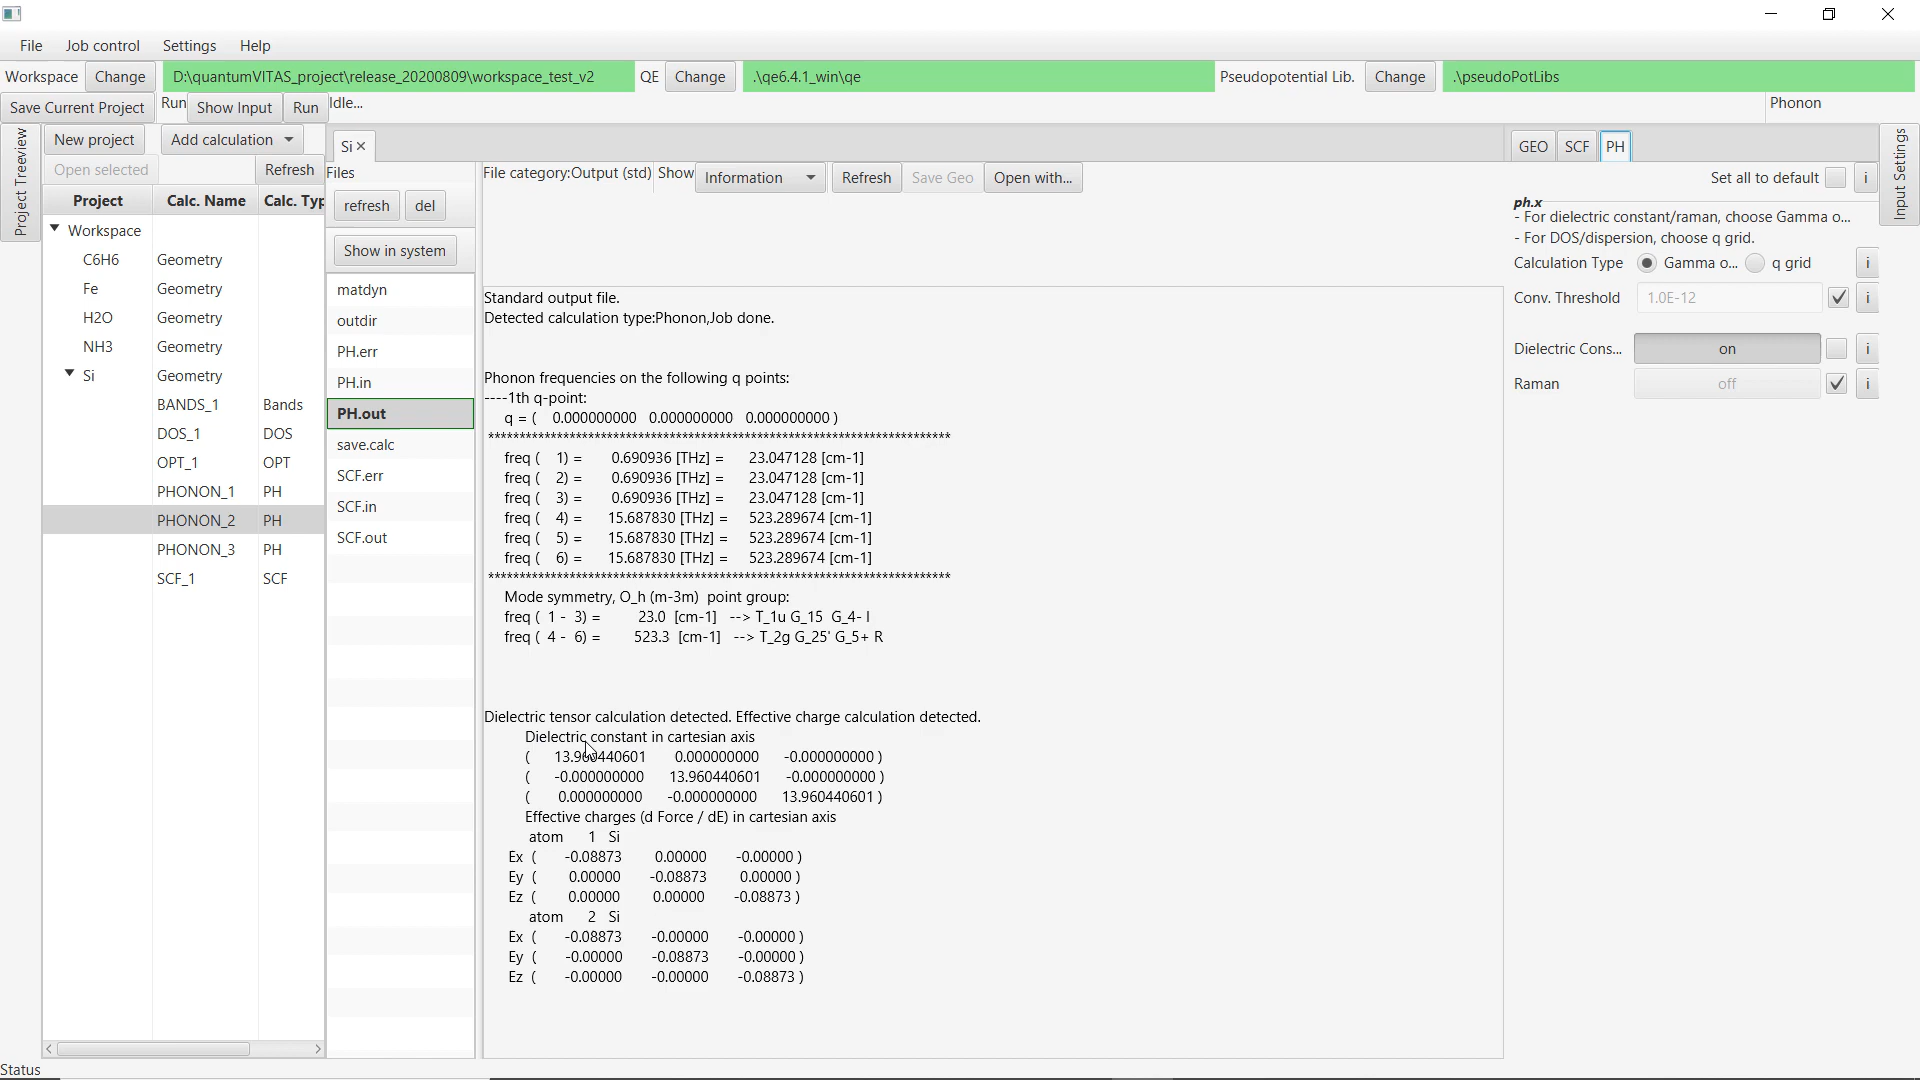 File Job control Settings Help
Workspace Change D:\quantumVITAS_project\release_20200809\workspace_test_v2 QE Change .\qe6.4.1_win\qe Pseudopotential Lib. Change .\pseudoPotLibs
Save Current Project Run Show Input Run Idle... Phonon
Project Treeview
New project Add calculation
Open selected Refresh
Project Calc. Name Calc. Typ
Workspace
C6H6 Geometry
Fe Geometry
H2O Geometry
NH3 Geometry
Si Geometry
BANDS_1 Bands
DOS_1 DOS
OPT_1 OPT
PHONON_1 PH
PHONON_2 PH
PHONON_3 PH
SCF_1 SCF
Si
Files
refresh del
Show in system
matdyn
outdir
PH.err
PH.in
PH.out
save.calc
SCF.err
SCF.in
SCF.out
File category:Output (std) Show Information Refresh Save Geo Open with...
Standard output file.
Detected calculation type:Phonon,Job done.
Phonon frequencies on the following q points:
----1th q-point:
q = ( 0.000000000 0.000000000 0.000000000 )
**************************************************************************
freq ( 1) = 0.690936 [THz] = 23.047128 [cm-1]
freq ( 2) = 0.690936 [THz] = 23.047128 [cm-1]
freq ( 3) = 0.690936 [THz] = 23.047128 [cm-1]
freq ( 4) = 15.687830 [THz] = 523.289674 [cm-1]
freq ( 5) = 15.687830 [THz] = 523.289674 [cm-1]
freq ( 6) = 15.687830 [THz] = 523.289674 [cm-1]
**************************************************************************
Mode symmetry, O_h (m-3m) point group:
freq ( 1 - 3) = 23.0 [cm-1] --> T_1u G_15 G_4- I
freq ( 4 - 6) = 523.3 [cm-1] --> T_2g G_25' G_5+ R
Dielectric tensor calculation detected. Effective charge calculation detected.
Dielectric constant in cartesian axis
( 13.960440601 0.000000000 -0.000000000 )
( -0.000000000 13.960440601 -0.000000000 )
( 0.000000000 -0.000000000 13.960440601 )
Effective charges (d Force / dE) in cartesian axis
atom 1 Si
Ex ( -0.08873 0.00000 -0.00000 )
Ey ( 0.00000 -0.08873 0.00000 )
Ez ( 0.00000 0.00000 -0.08873 )
atom 2 Si
Ex ( -0.08873 -0.00000 -0.00000 )
Ey ( -0.00000 -0.08873 -0.00000 )
Ez ( -0.00000 -0.00000 -0.08873 )
GEO SCF PH
Set all to default i
ph.x
- For dielectric constant/raman, choose Gamma o...
- For DOS/dispersion, choose q grid.
Calculation Type Gamma o... q grid i
Conv. Threshold 1.0E-12 i
Dielectric Cons... on i
Raman off i
Input Settings
Status